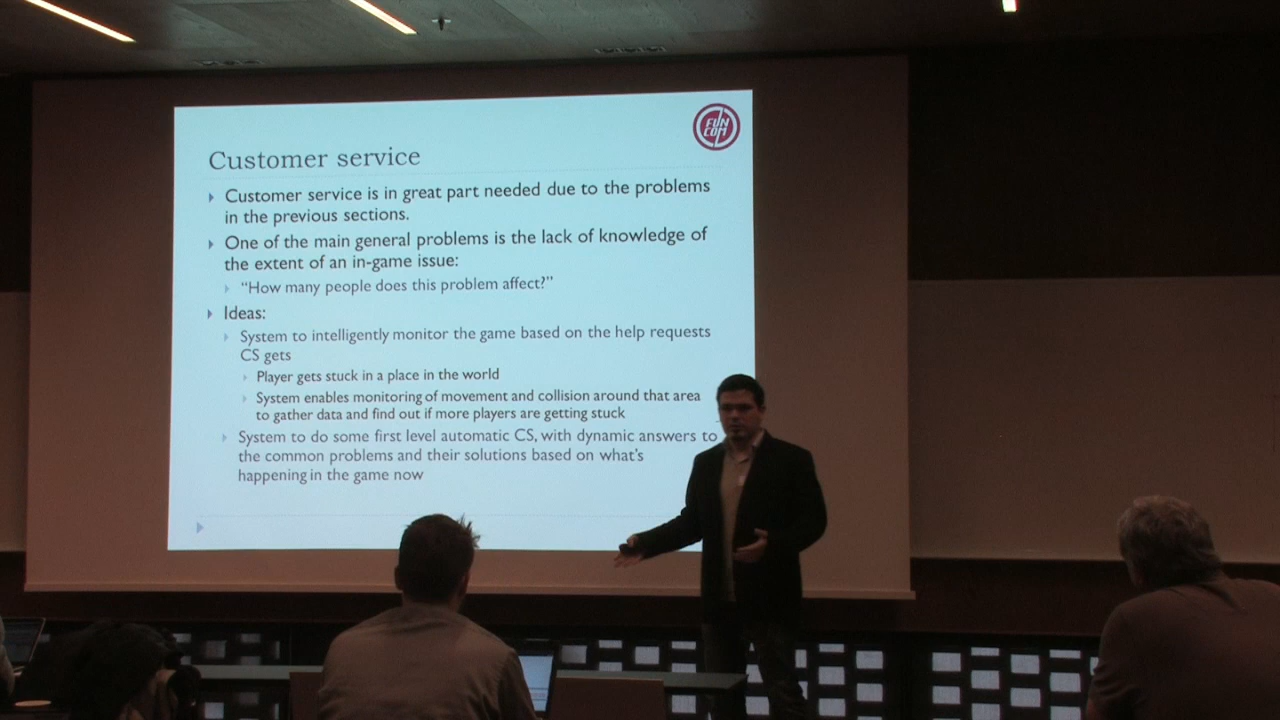 FUN
COM
Customer service
Customer service is in great part needed due to the problems
in the previous sections.
One of the main general problems is the lack of knowledge of
the extent of an in-game issue:
“How many people does this problem affect?”
Ideas:
System to intelligently monitor the game based on the help requests
CS gets
Player gets stuck in a place in the world
System enables monitoring of movement and collision around that area
to gather data and find out if more players are getting stuck
System to do some first level automatic CS, with dynamic answers to
the common problems and their solutions based on what's
happening in the game now